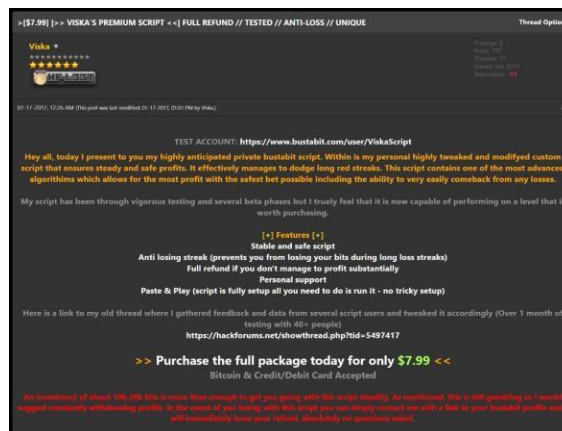 >[$7.99] |>> VISKA'S PREMIUM SCRIPT <<| FULL REFUND // TESTED // ANTI-LOSS // UNIQUE
Thread Optio
Viska
01-17-2017, 12:26 AM (This post was last modified: 01-17-2017, 01:01 PM by Viska.)
TEST ACCOUNT: https://www.bustabit.com/user/ViskaScript
Hey all, today I present to you my highly anticipated private bustabit script. Within is my personal highly tweaked and modifyed custom
script that ensures steady and safe profits. It effectively manages to dodge long red streaks. This script contains one of the most advance
algorithims which allows for the most profit with the safest bet possible including the ability to very easily comeback from any losses.
My script has been through vigorous testing and several beta phases but I truely feel that it is now capable of performing on a level that i
worth purchasing.
[+] Features [+]
Stable and safe script
Anti losing streak (prevents you from losing your bits during long loss streaks)
Full refund if you don't manage to profit substantially
Personal support
Paste & Play (script is fully setup all you need to do is run it - no tricky setup)
Here is a link to my old thread where I gathered feedback and data from several users and tweaked it accordingly (Over 1 month of
testing with 40+ people)
https://hackforums.net/showthread.php?tid=5497417
>> Purchase the full package today for only $7.99 <<
Bitcoin & Credit/Debit Card Accepted
An investment of about 10k-20k bits is more than enough to get you going with this script steadily. As mentioned, this is still gambling so I woul
suggest constantly withdrawing profits. In the event of you losing with this script you can simply contact me with a link to your bustabit profile and
will immediately issue your refund, absolutely no questions asked.